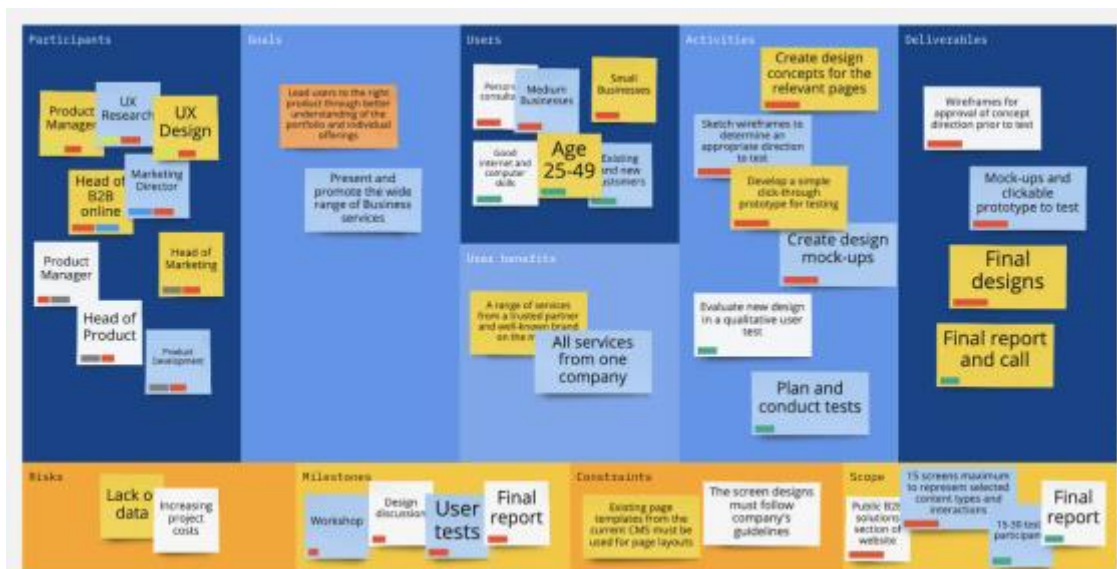 Participants
Product
Manager
UX
Research
UX
Design
Head of
B2B
online
Marketing
Director
Product
Manager
Head of
Marketing
Head of
Product
Product
Development
Goals
Lead users to the right
product through better
understanding of the
portfolio and individual
offerings
Present and
promote the wide
range of Business
services
Users
Medium
Businesses
Small
Businesses
Good
internet and
computer
skills
Age
25-49
Existing
and new
customers
User benefits
A range of services
from a trusted partner
and well-known brand
on the
All services
from one
company
Activities
Create design
concepts for the
relevant pages
Sketch wireframes to
determine an
appropriate direction
to test
Develop a simple
click-through
prototype for testing
Create design
mock-ups
Evaluate new design
in a qualitative user
test
Plan and
conduct tests
Deliverables
Wireframes for
approval of concept
direction prior to test
Mock-ups and
clickable
prototype to test
Final
designs
Final report
and call
Risks
Lack o
data
Increasing
project
costs
Milestones
Workshop
Design
discussion
User
tests
Final
report
Constraints
Existing page
templates from the
current CMS must be
used for page layouts
The screen designs
must follow
company's
guidelines
Scope
Public B2B
solutions
section of
website
15 screens maximum
to represent selected
content types and
interactions
15-30 test
participan
Final
report